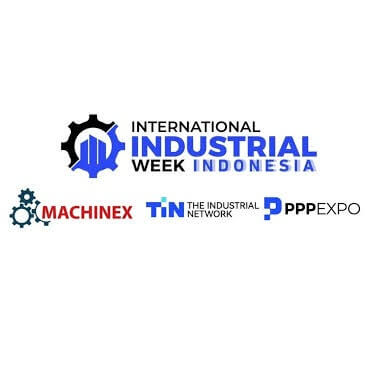 INTERNATIONAL
INDUSTRIAL
WEEK INDONESIA
MACHINEX
TiN THE INDUSTRIAL
NETWORK
PPPEXPO